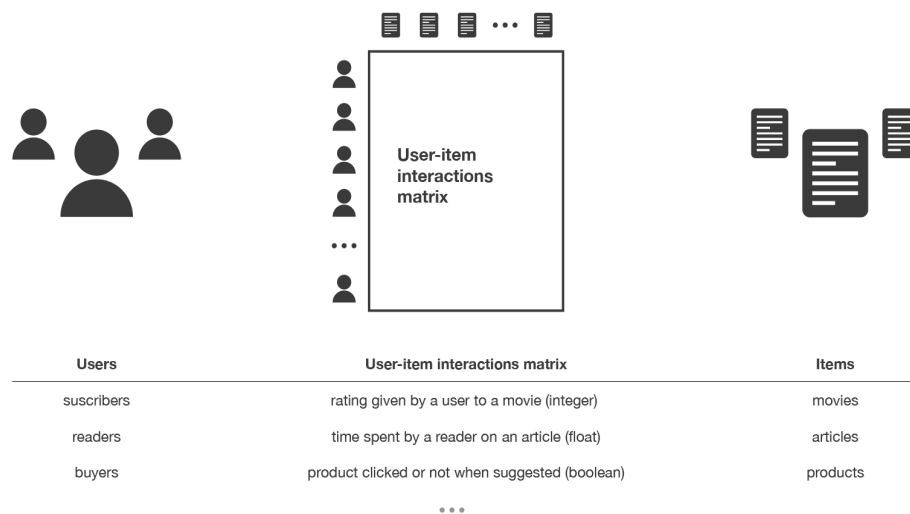 User-item
interactions
matrix
Users User-item interactions matrix Items
suscribers rating given by a user to a movie (integer) movies
readers time spent by a reader on an article (float) articles
buyers product clicked or not when suggested (boolean) products